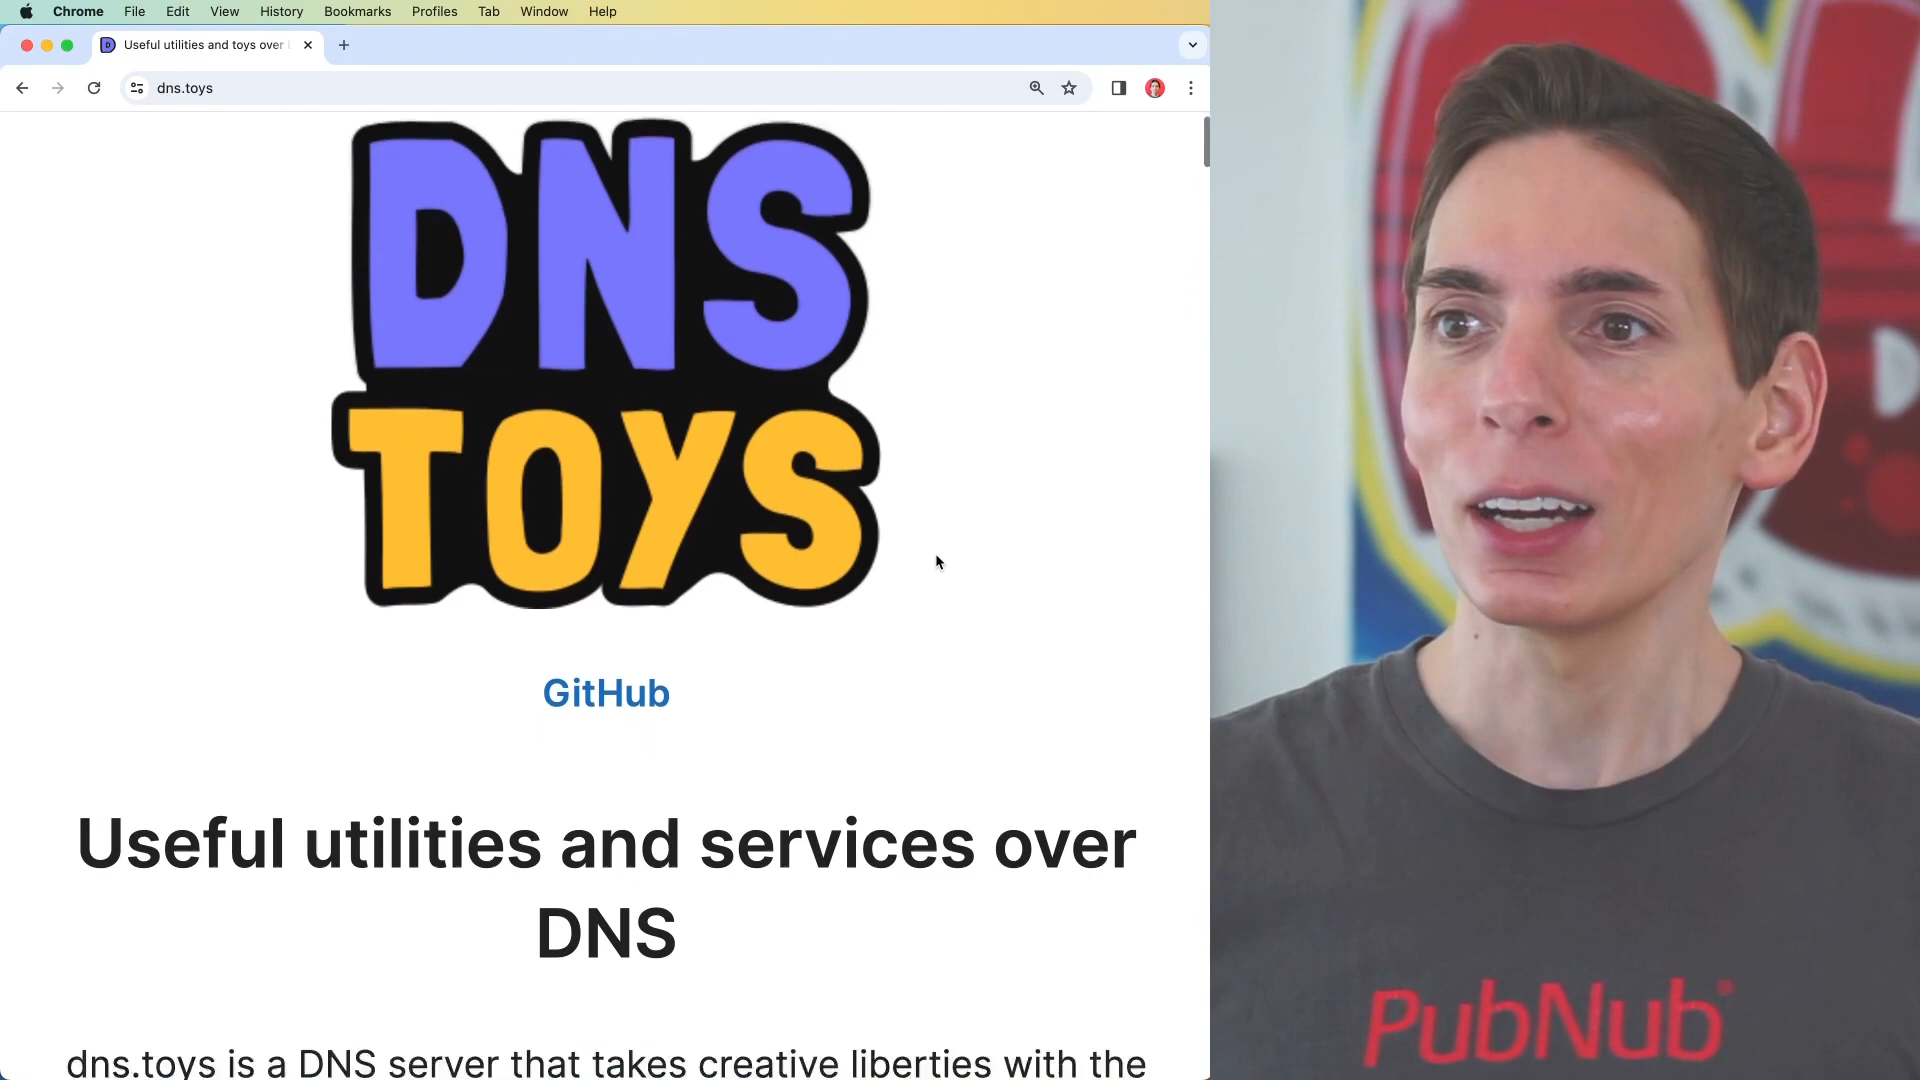 Chrome File Edit View History Bookmarks Profiles Tab Window Help
Useful utilities and toys over
dns.toys
DNS
TOYS
GitHub
Useful utilities and services over
DNS
dns.toys is a DNS server that takes creative liberties with the
PubNub